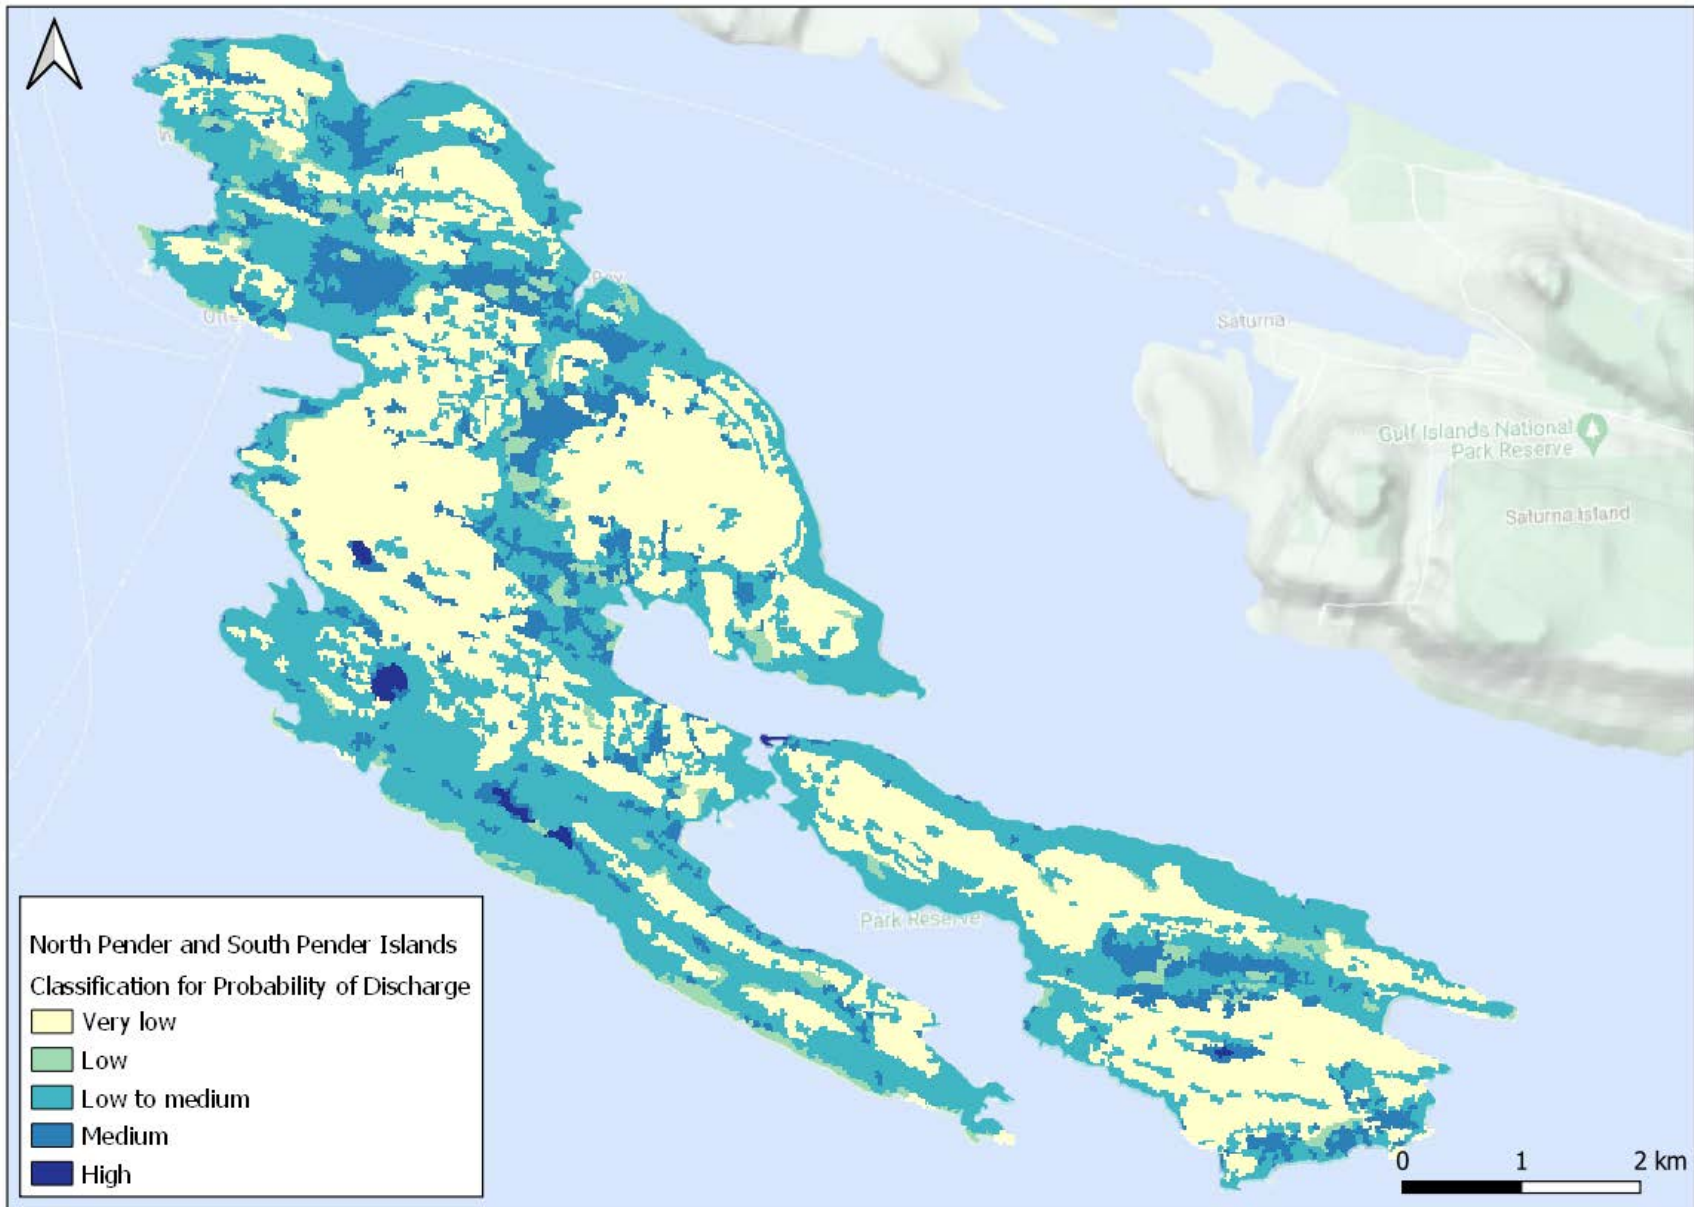 Bay
Saturna
Gulf Islands National
Park Reserve
Saturna Island
Park Reserve
North Pender and South Pender Islands
Classification for Probability of Discharge
Very low
Low
Low to medium
Medium
High
0 1 2 km